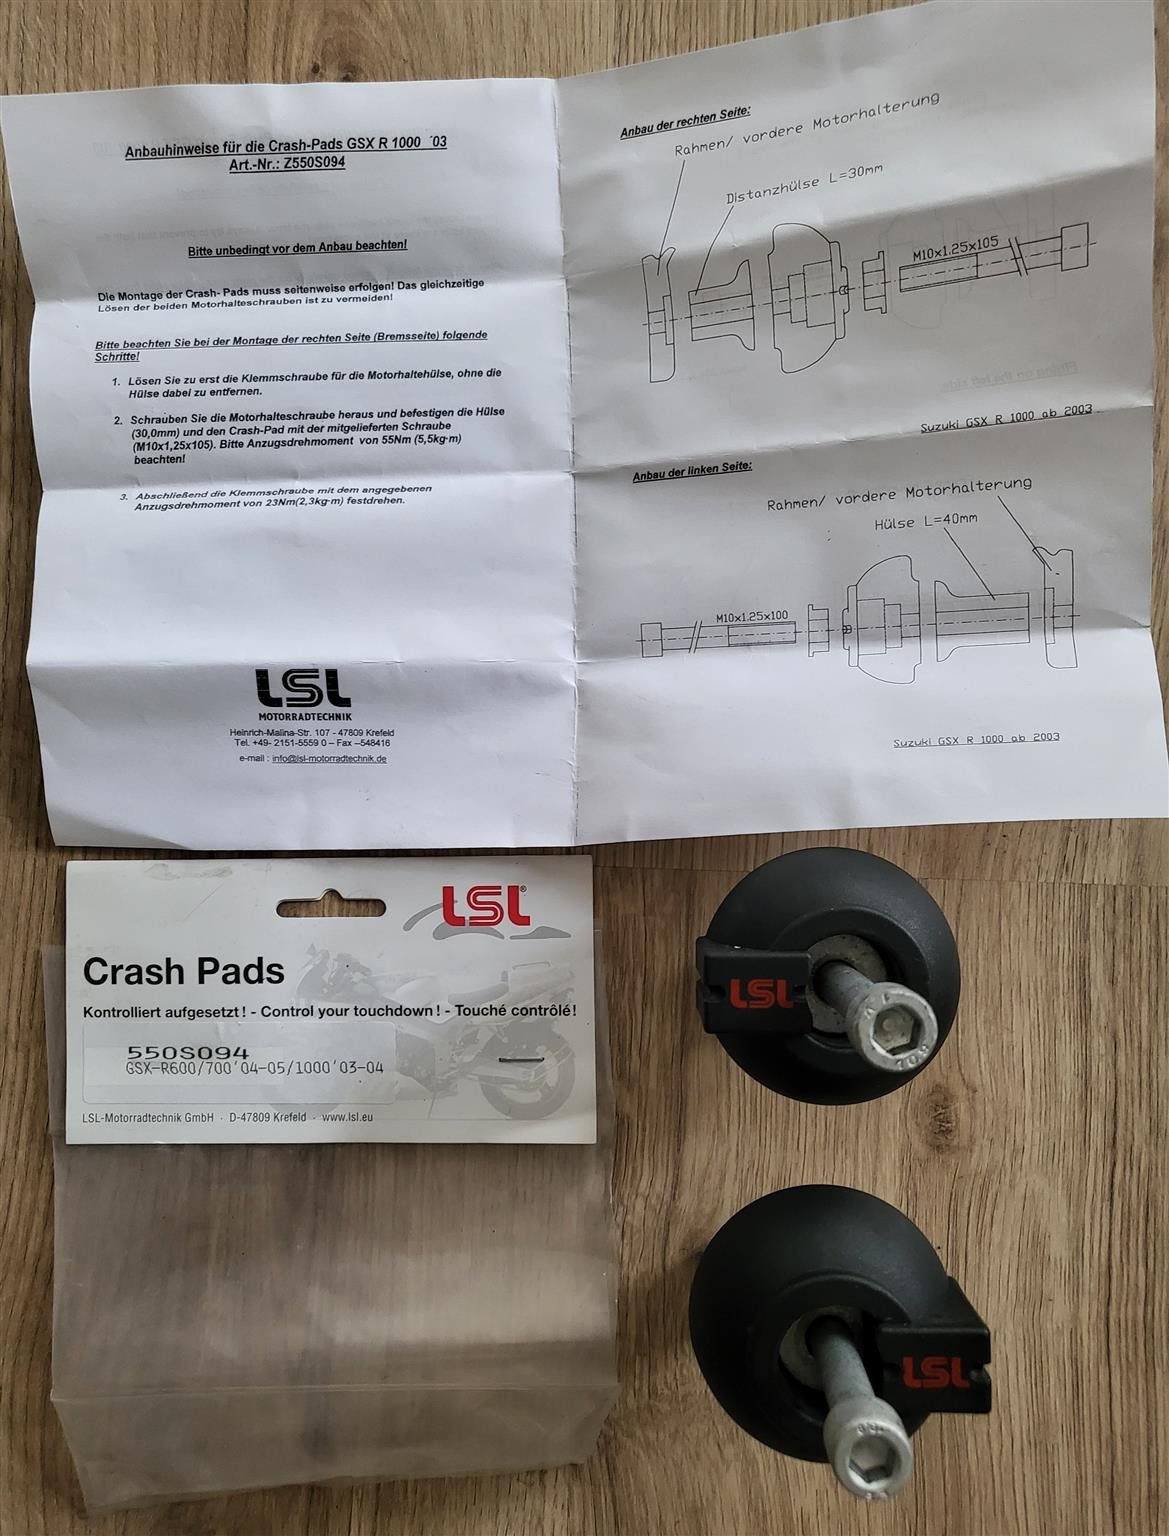 Anbauhinweise für die Crash-Pads GSX R 1000 ´03
Art.-Nr.: Z550S094
Bitte unbedingt vor dem Anbau beachten!
Die Montage der Crash- Pads muss seitenweise erfolgen! Das gleichzeitige
Lösen der beiden Motorhalteschrauben ist zu vermeiden!
Bitte beachten Sie bei der Montage der rechten Seite (Bremsseite) folgende
Schritte!
1. Lösen Sie zu erst die Klemmschraube für die Motorhaltehülse, ohne die
Hülse dabei zu entfernen.
2. Schrauben Sie die Motorhalteschraube heraus und befestigen die Hülse
(30,0mm) und den Crash-Pad mit der mitgelieferten Schraube
(M10x1,25x105). Bitte Anzugsdrehmoment von 55Nm (5,5kg·m)
beachten!
3. Abschließend die Klemmschraube mit dem angegebenen
Anzugsdrehmoment von 23Nm(2,3kg·m) festdrehen.
LSL
MOTORRADTECHNIK
Heinrich-Malina-Str. 107 - 47809 Krefeld
Tel. +49- 2151-5559 0 – Fax –548416
e-mail : info@lsl-motorradtechnik.de
Anbau der rechten Seite:
Rahmen/ vordere Motorhalterung
Distanzhülse L=30mm
M10x1.25x105
Suzuki GSX R 1000 ab 2003
Anbau der linken Seite:
Rahmen/ vordere Motorhalterung
Hülse L=40mm
M10x1.25x100
Suzuki GSX R 1000 ab 2003
LSL®
Crash Pads
Kontrolliert aufgesetzt! - Control your touchdown! - Touché contrôlé!
550S094
GSX-R600/700'04-05/1000'03-04
LSL-Motorradtechnik GmbH · D-47809 Krefeld · www.lsl.eu
LSL
LSL